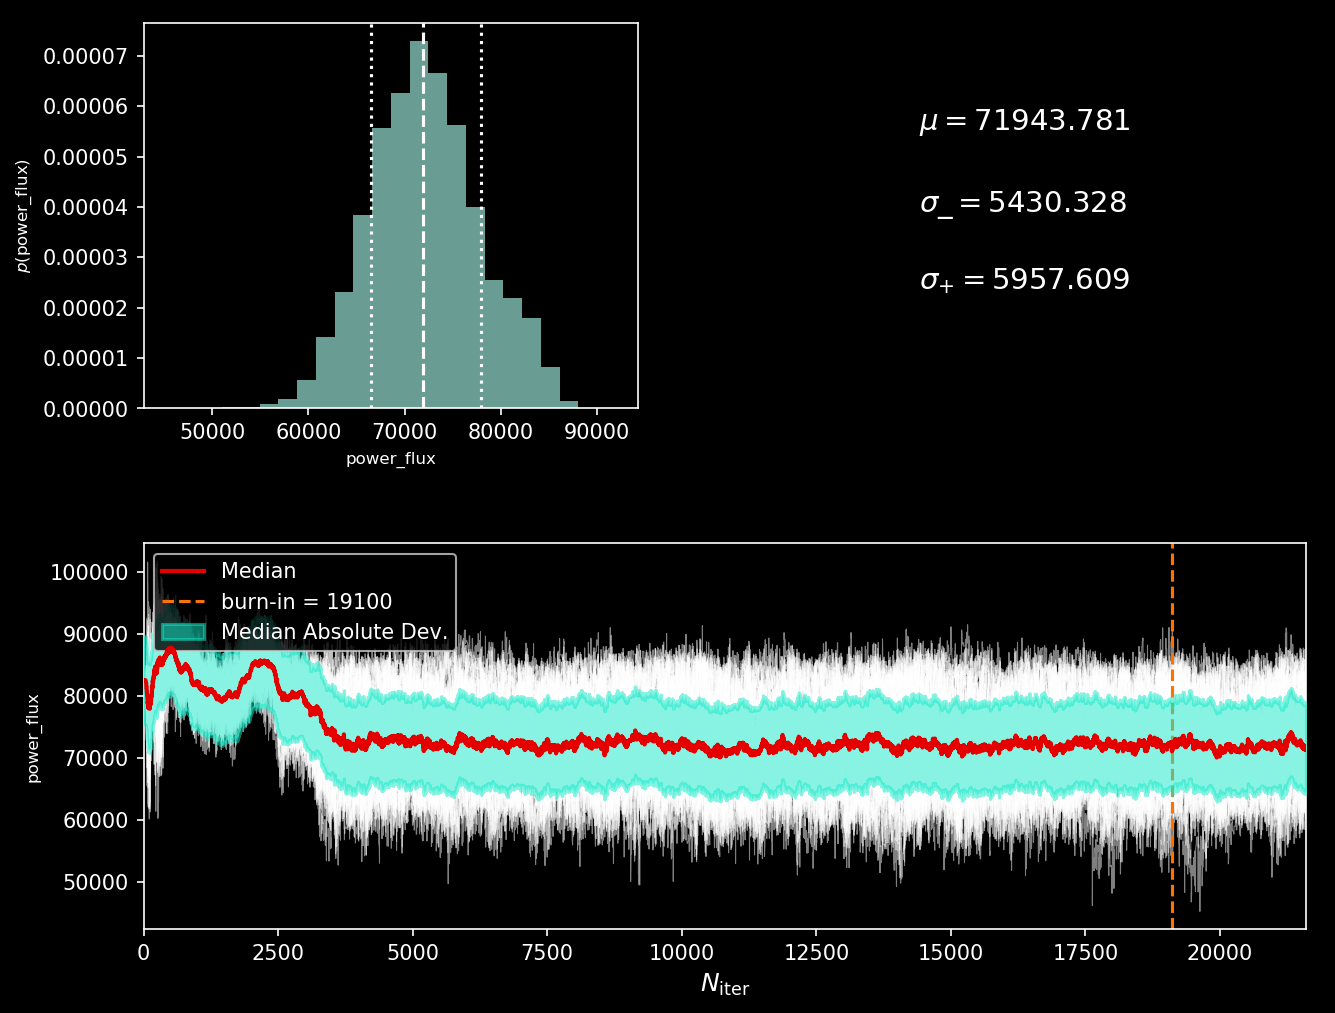 0.00007
0.00006
0.00005
0.00004
0.00003
0.00002
0.00001
0.00000
p(power_flux)
50000 60000 70000 80000 90000
power_flux
μ = 71943.781
σ_ = 5430.328
σ+ = 5957.609
Median
burn-in = 19100
Median Absolute Dev.
100000
90000
80000
70000
60000
50000
power_flux
0 2500 5000 7500 10000 12500 15000 17500 20000
Niter